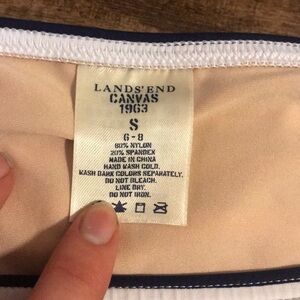 LANDS' END
CANVAS
1963
S
6-8
80% NYLON
20% SPANDEX
MADE IN CHINA
HAND WASH COLD.
WASH DARK COLORS SEPARATELY.
DO NOT BLEACH.
LINE DRY.
DO NOT IRON.